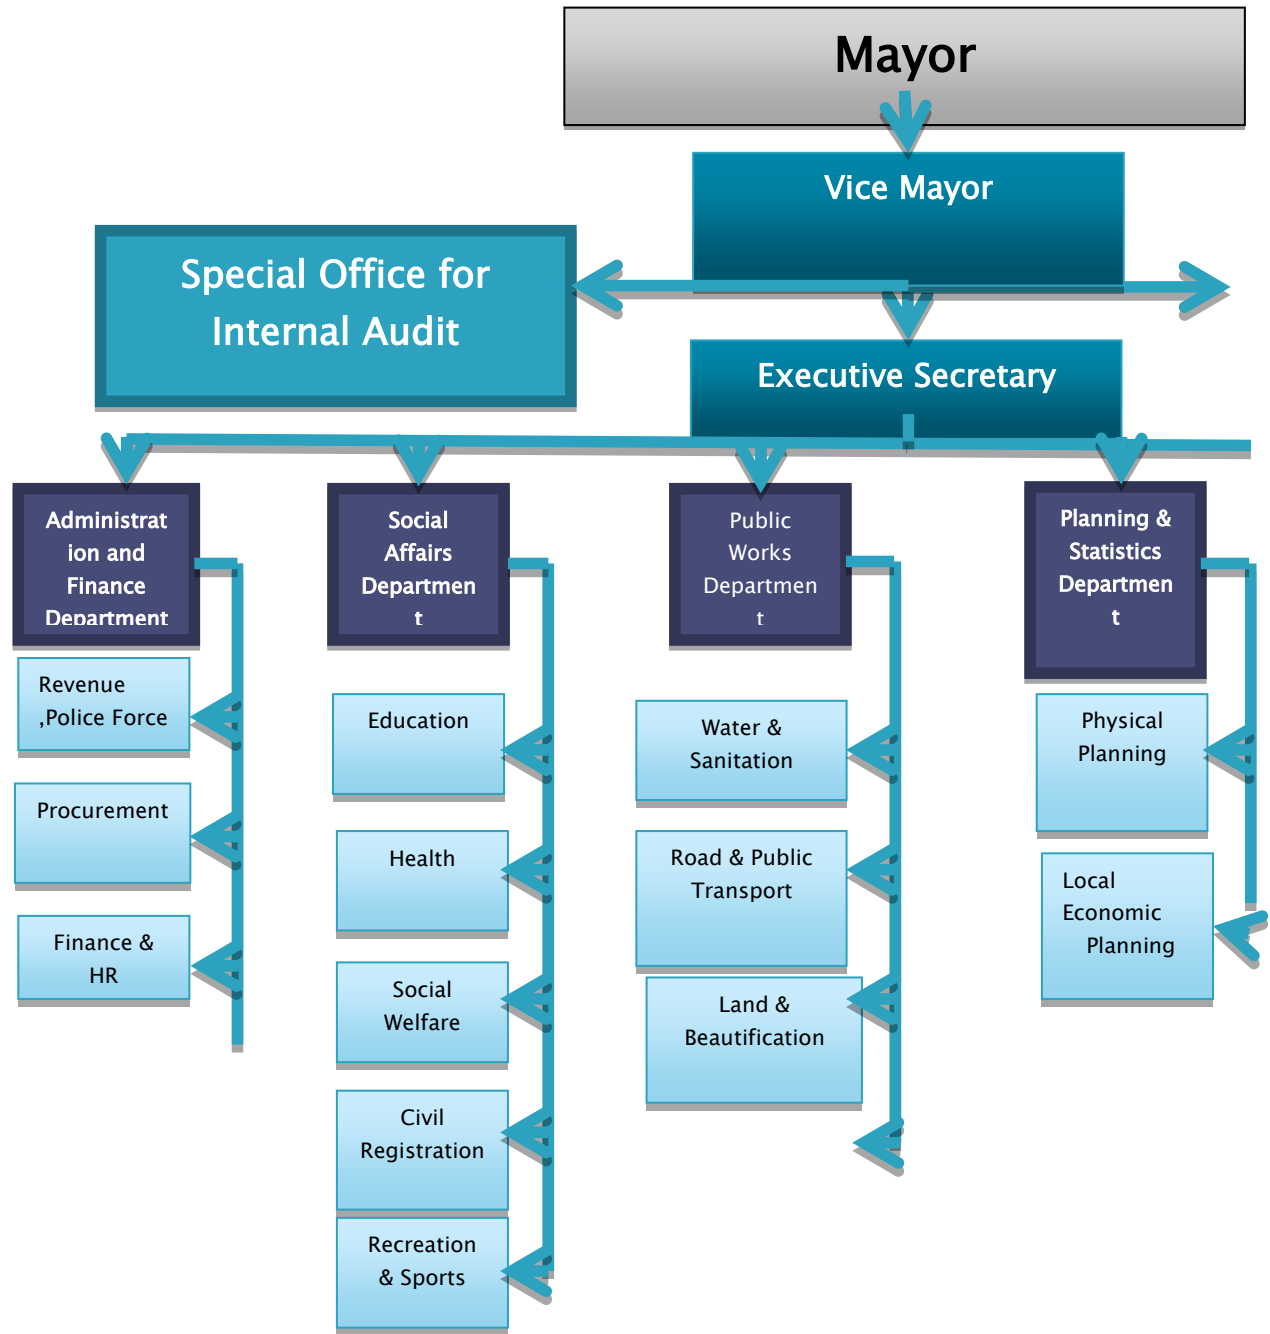 Mayor
Vice Mayor
Special Office for
Internal Audit
Executive Secretary
Administrat
ion and
Finance
Department
Social
Affairs
Departmen
t
Public
Works
Departmen
t
Planning &
Statistics
Departmen
t
Revenue
,Police Force
Procurement
Finance &
HR
Education
Health
Social
Welfare
Civil
Registration
Recreation
& Sports
Water &
Sanitation
Road & Public
Transport
Land &
Beautification
Physical
Planning
Local
Economic
Planning